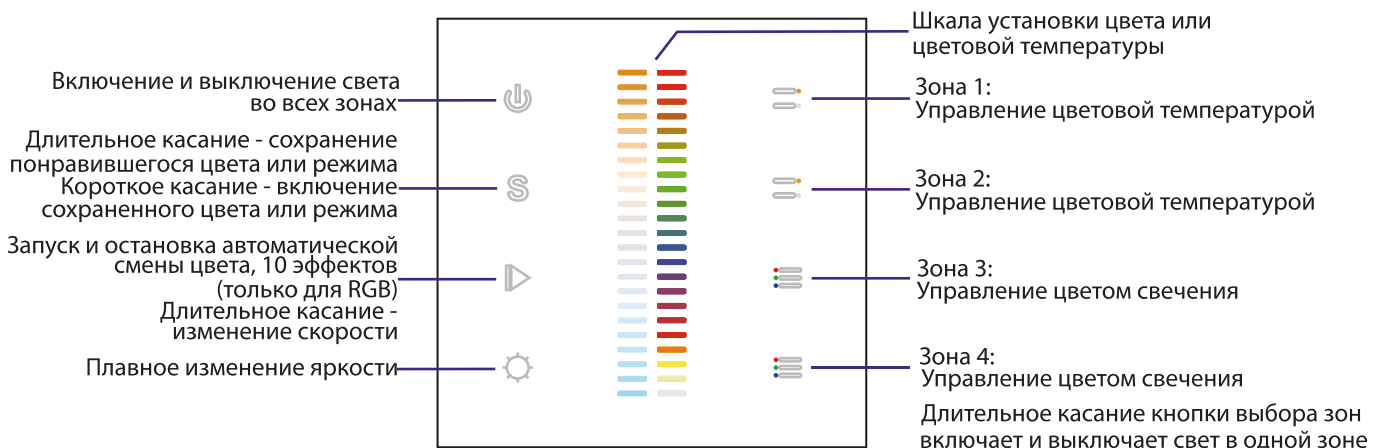 Включение и выключение света
во всех зонах
Длительное касание - сохранение
понравившегося цвета или режима
Короткое касание - включение
сохраненного цвета или режима
S
Запуск и остановка автоматической
смены цвета, 10 эффектов
(только для RGB)
Длительное касание -
изменение скорости
Плавное изменение яркости
Шкала установки цвета или
цветовой температуры
Зона 1:
Управление цветовой температурой
Зона 2:
Управление цветовой температурой
Зона 3:
Управление цветом свечения
Зона 4:
Управление цветом свечения
Длительное касание кнопки выбора зон
включает и выключает свет в одной зоне